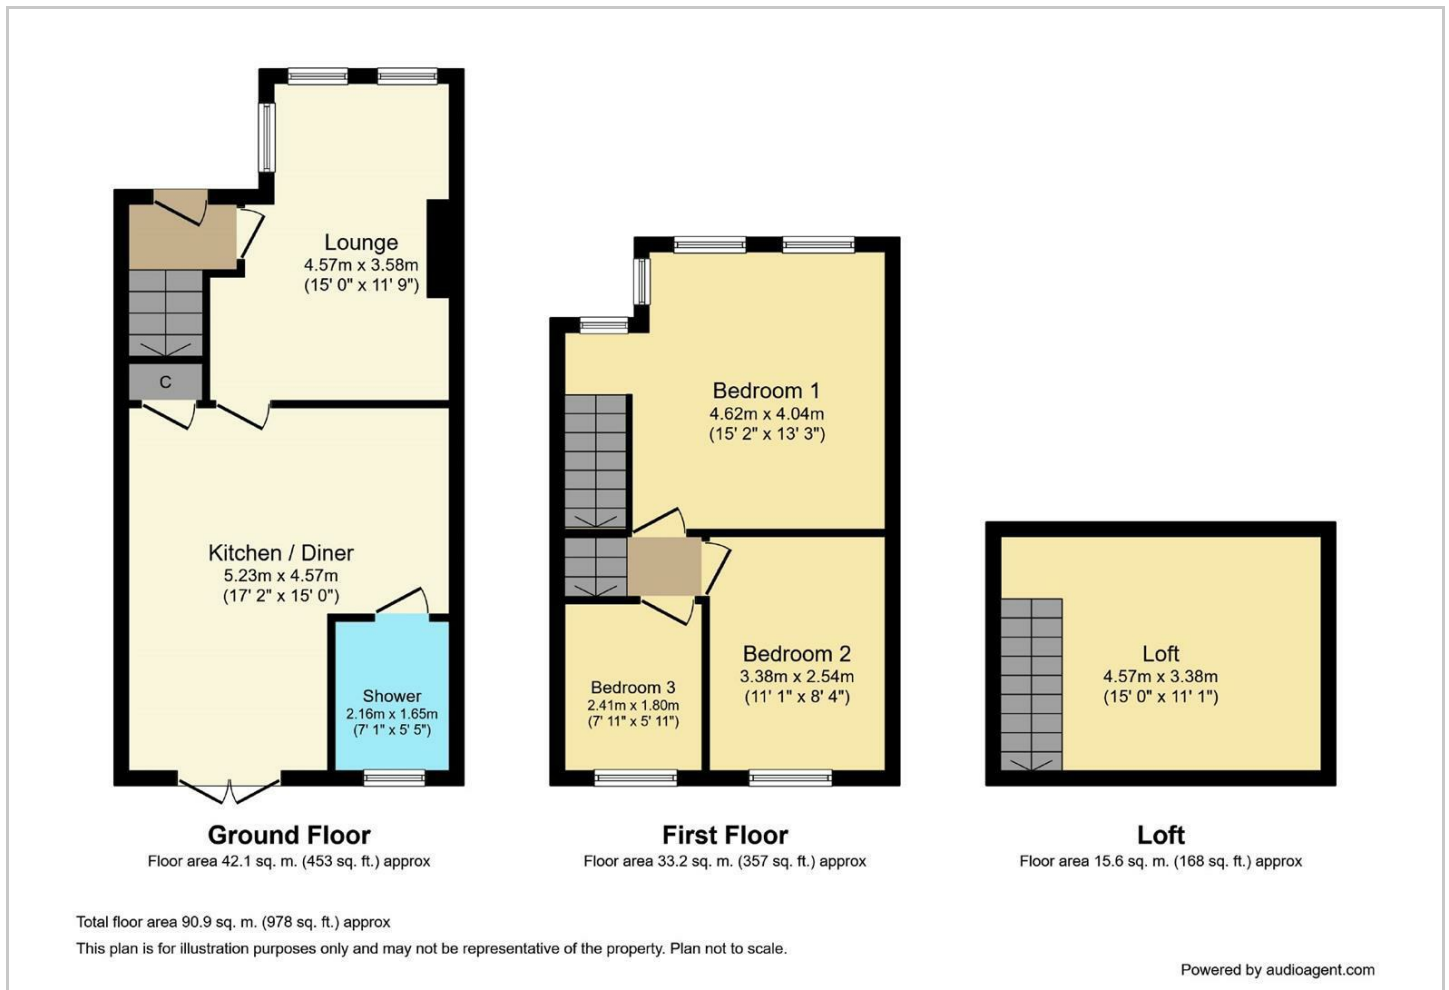 Lounge
4.57m x 3.58m
(15' 0" x 11' 9")
C
Kitchen / Diner
5.23m x 4.57m
(17' 2" x 15' 0")
Shower
2.16m x 1.65m
(7' 1" x 5' 5")
Ground Floor
Floor area 42.1 sq. m. (453 sq. ft.) approx
Bedroom 1
4.62m x 4.04m
(15' 2" x 13' 3")
Bedroom 2
3.38m x 2.54m
(11' 1" x 8' 4")
Bedroom 3
2.41m x 1.80m
(7' 11" x 5' 11")
First Floor
Floor area 33.2 sq. m. (357 sq. ft.) approx
Loft
4.57m x 3.38m
(15' 0" x 11' 1")
Loft
Floor area 15.6 sq. m. (168 sq. ft.) approx
Total floor area 90.9 sq. m. (978 sq. ft.) approx
This plan is for illustration purposes only and may not be representative of the property. Plan not to scale.
Powered by audioagent.com